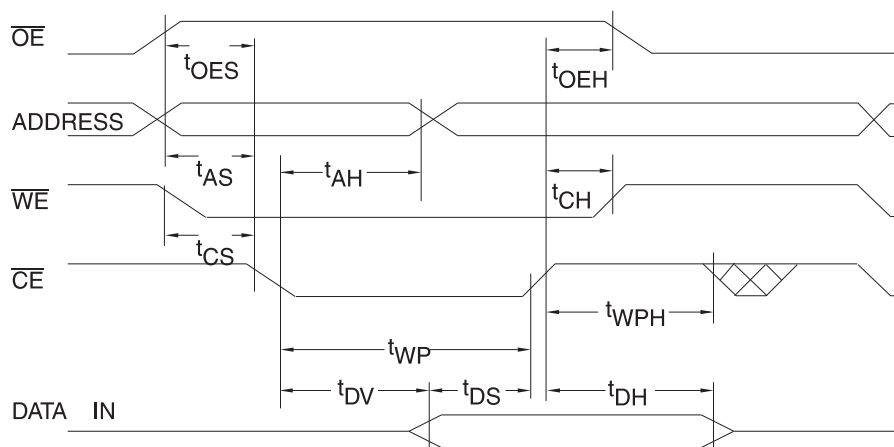 OE
tOES
tOEH
ADDRESS
tAS
tAH
WE
tCH
tCS
CE
tWPH
tWP
tDV
tDS
tDH
DATA IN